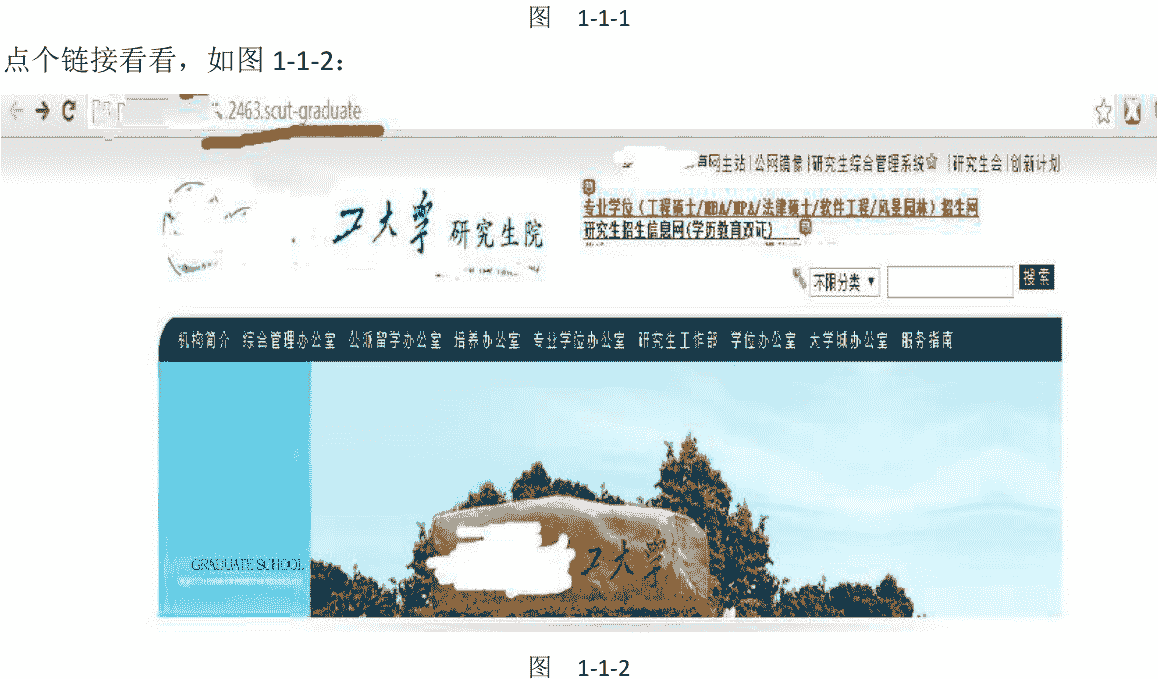 图 1-1-1
点个链接看看，如图 1-1-2：
.2463.scut-graduate
网主站|公网镜像|研究生综合管理系统|研究生会|创新计划
专业学位（工程硕士/MBA/MPA/法律硕士/软件工程/风景园林）招生网
工大学 研究生院
研究生招生信息网(学历教育双证)
不限分类 搜索
机构简介 综合管理办公室 公派留学办公室 培养办公室 专业学位办公室 研究生工作部 学位办公室 大学城办公室 服务指南
工大学
GRADUATE SCHOOL
图 1-1-2